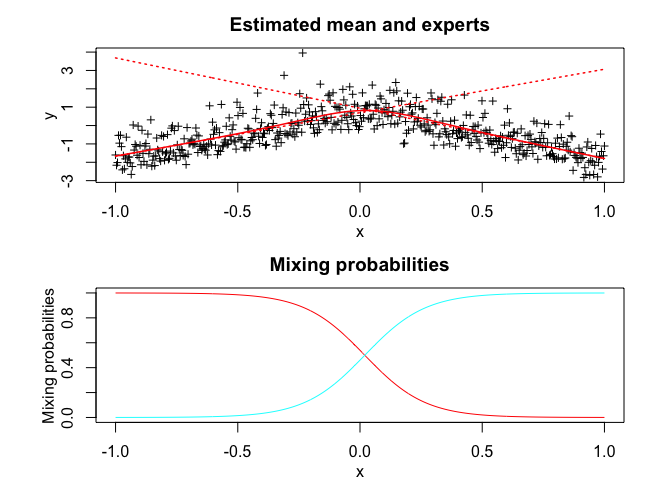 Estimated mean and experts
y
3
1
-1
-3
-1.0 -0.5 0.0 0.5 1.0
x
Mixing probabilities
Mixing probabilities
0.8
0.4
0.0
-1.0 -0.5 0.0 0.5 1.0
x